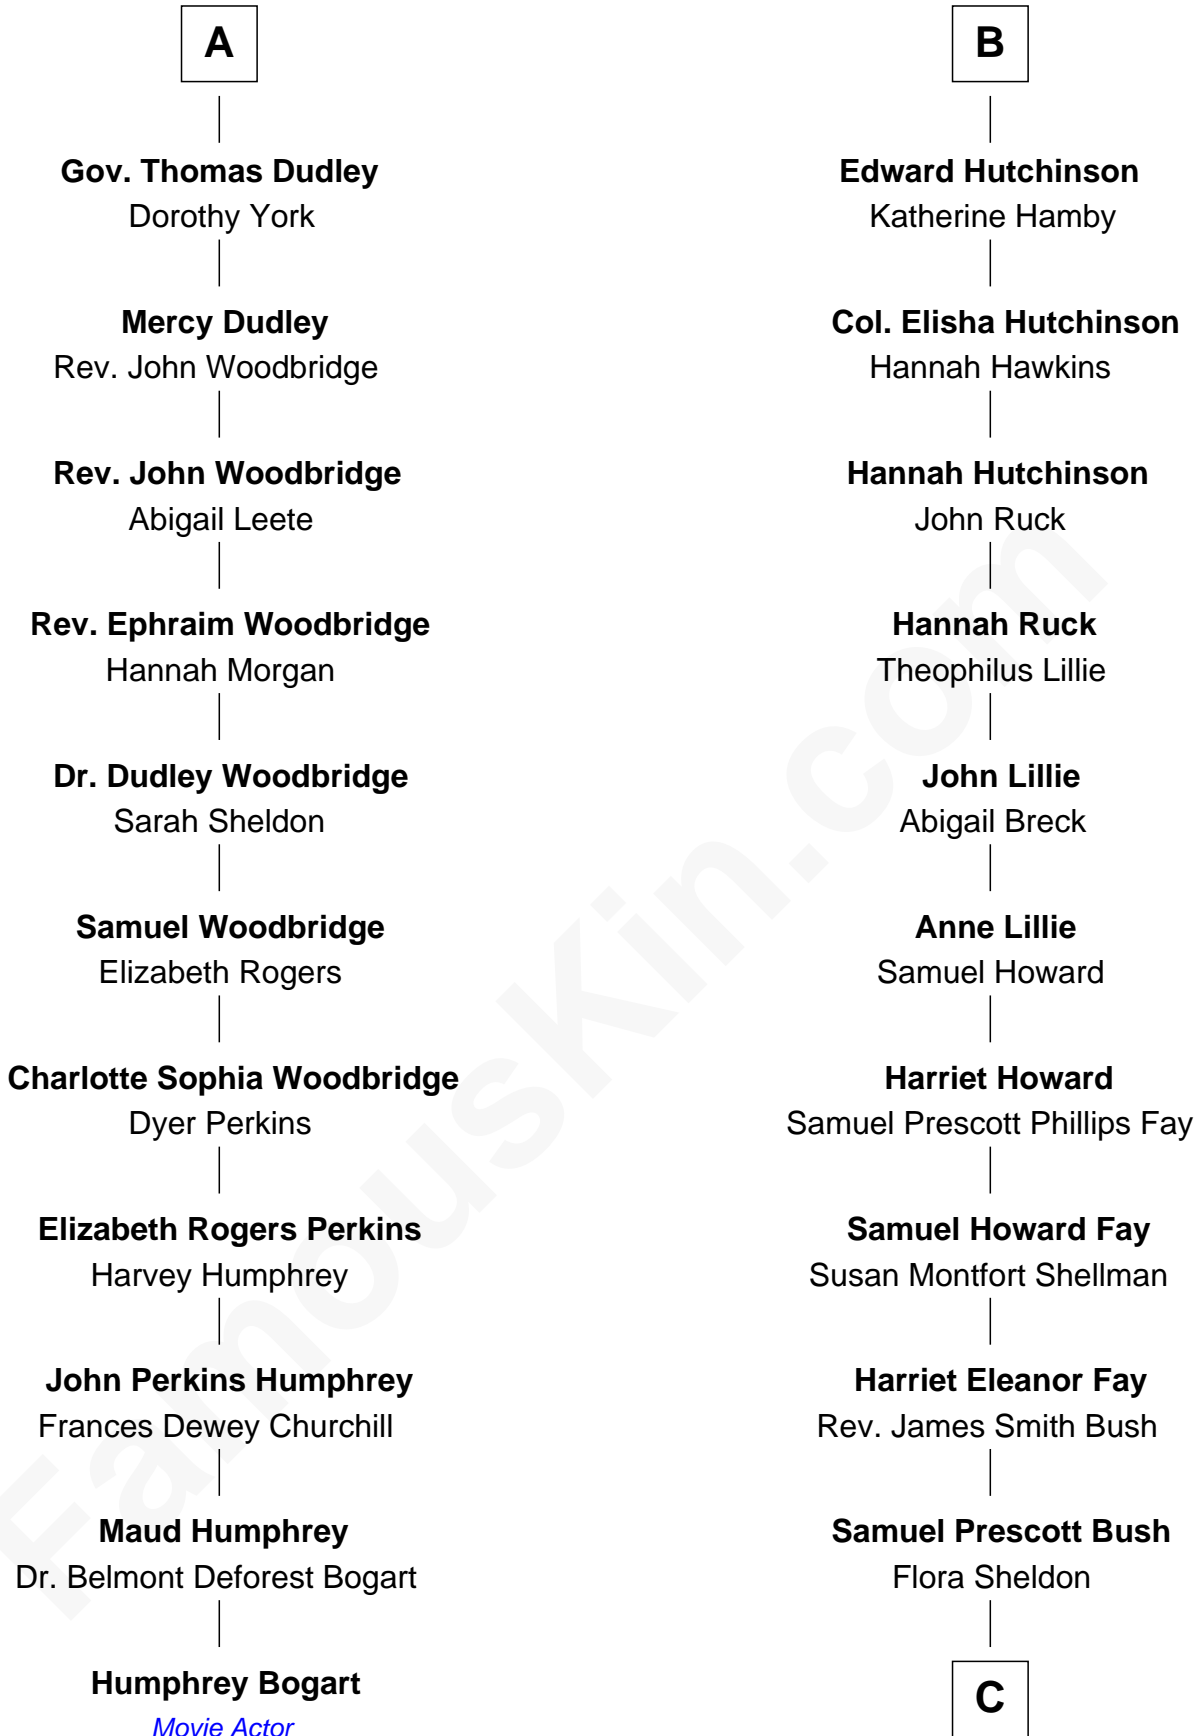 A
Gov. Thomas Dudley
Dorothy York
Mercy Dudley
Rev. John Woodbridge
Rev. John Woodbridge
Abigail Leete
Rev. Ephraim Woodbridge
Hannah Morgan
Dr. Dudley Woodbridge
Sarah Sheldon
Samuel Woodbridge
Elizabeth Rogers
Charlotte Sophia Woodbridge
Dyer Perkins
Elizabeth Rogers Perkins
Harvey Humphrey
John Perkins Humphrey
Frances Dewey Churchill
Maud Humphrey
Dr. Belmont Deforest Bogart
Humphrey Bogart
Movie Actor
B
Edward Hutchinson
Katherine Hamby
Col. Elisha Hutchinson
Hannah Hawkins
Hannah Hutchinson
John Ruck
Hannah Ruck
Theophilus Lillie
John Lillie
Abigail Breck
Anne Lillie
Samuel Howard
Harriet Howard
Samuel Prescott Phillips Fay
Samuel Howard Fay
Susan Montfort Shellman
Harriet Eleanor Fay
Rev. James Smith Bush
Samuel Prescott Bush
Flora Sheldon
C
FamousKin.com